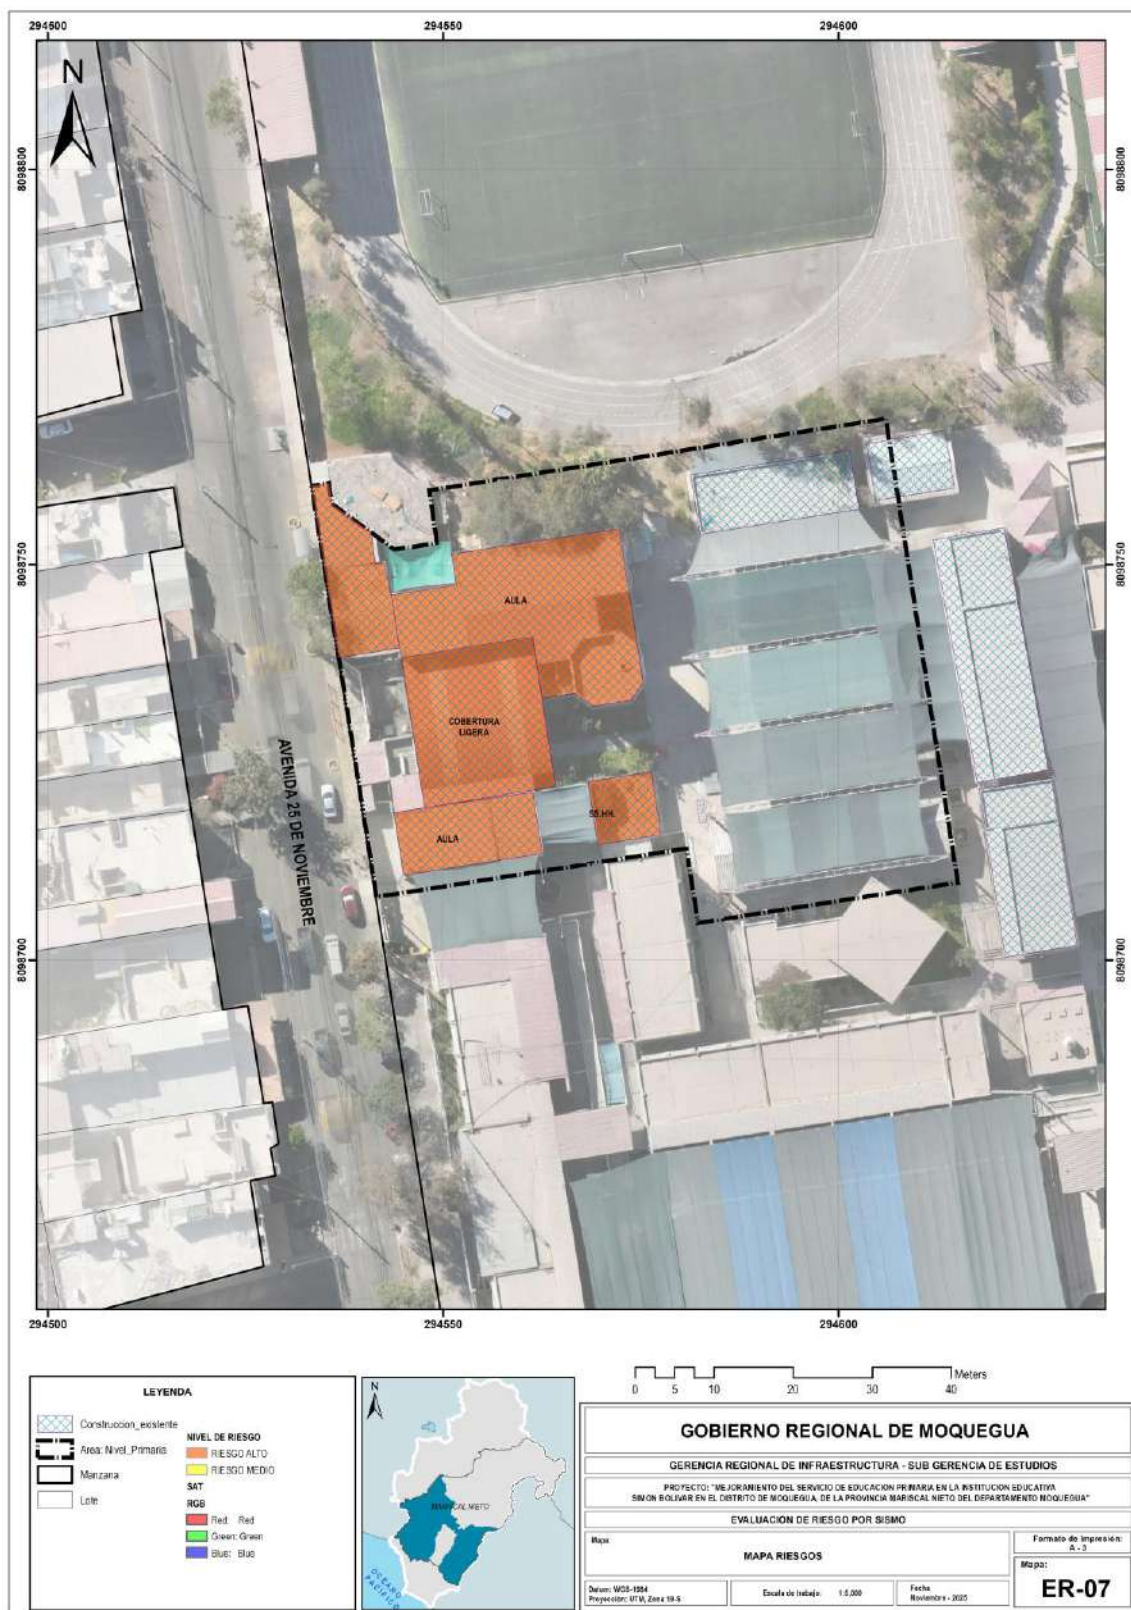 294500 294550 294600
N
8098800 8098800
8098750 8098750
AULA
COBERTURA
LIGERA
SS.HH.
AULA
AVENIDA 25 DE NOVIEMBRE
8098700 8098700
294500 294550 294600
LEYENDA
Construccion_existente
Area: Nivel_Primaria
Manzana
Lote
NIVEL DE RIESGO
RIESGO ALTO
RIESGO MEDIO
SAT
RGB
Red: Red
Green: Green
Blue: Blue
N
MARISCAL NIETO
OCEANO
PACIFICO
Meters
0 5 10 20 30 40
GOBIERNO REGIONAL DE MOQUEGUA
GERENCIA REGIONAL DE INFRAESTRUCTURA - SUB GERENCIA DE ESTUDIOS
PROYECTO: "MEJORAMIENTO DEL SERVICIO DE EDUCACION PRIMARIA EN LA INSTITUCION EDUCATIVA
SIMON BOLIVAR EN EL DISTRITO DE MOQUEGUA, DE LA PROVINCIA MARISCAL NIETO DEL DEPARTAMENTO MOQUEGUA"
EVALUACION DE RIESGO POR SISMO
Mapa:
MAPA RIESGOS
Formato de Impresión:
A - 3
Mapa:
ER-07
Datum: WGS-1984
Proyección: UTM, Zona 19-S
Escala de trabajo: 1:5,000
Fecha
Noviembre - 2025